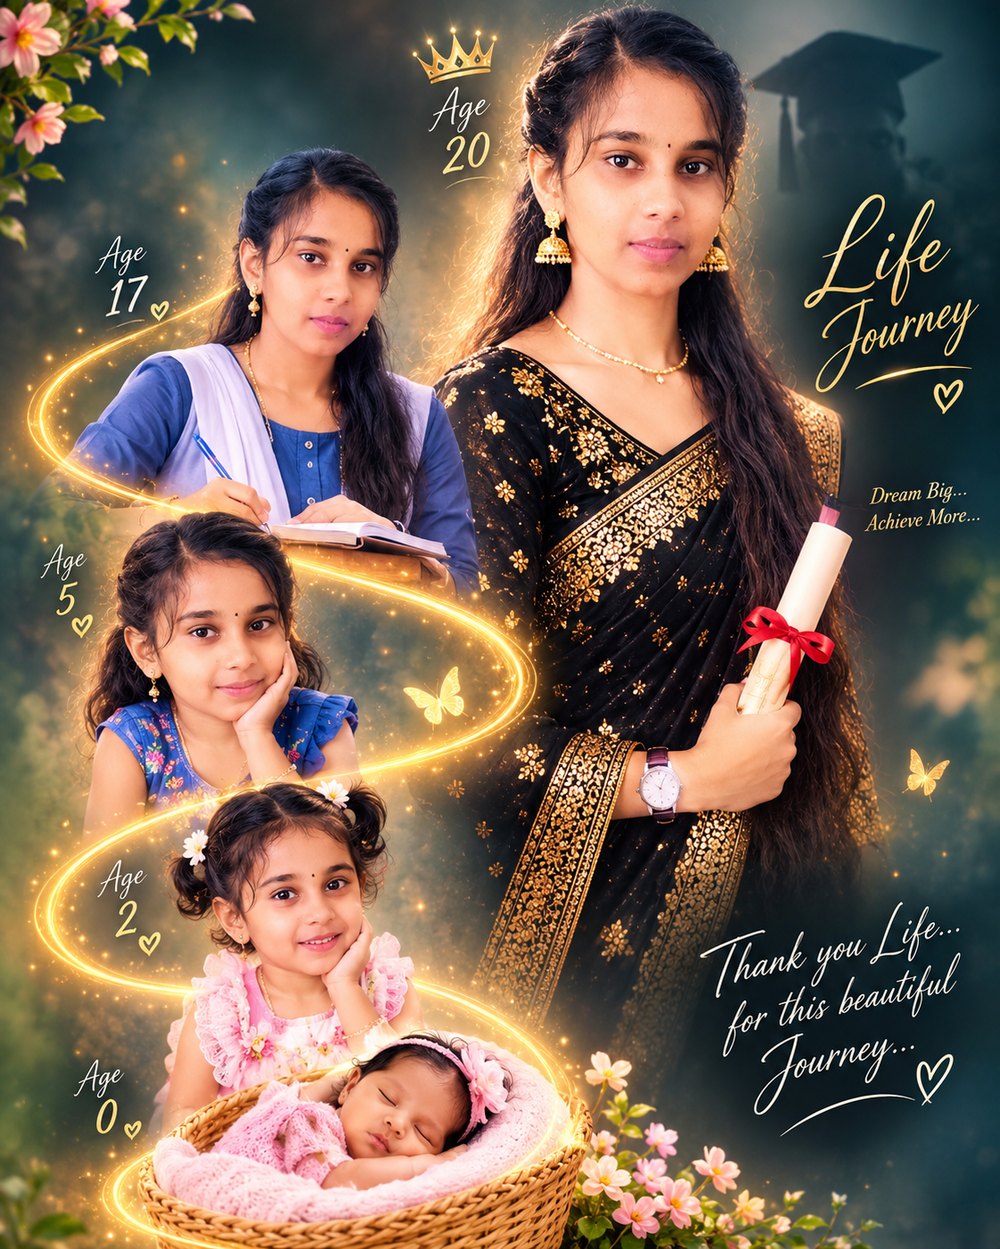 Age
20
Age
17
Life
Journey
Dream Big...
Achieve More...
Age
5
Age
2
Thank you Life...
for this beautiful
Journey...
Age
0